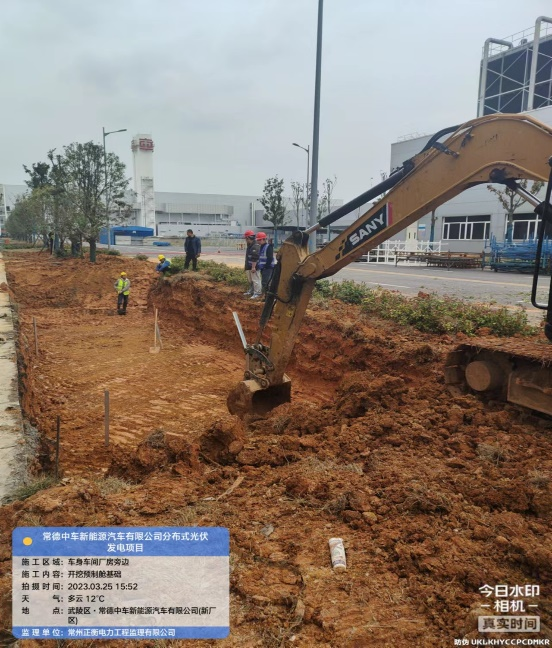 SANY
常德中车新能源汽车有限公司分布式光伏
发电项目
施工区域：车身车间厂房旁边
施工内容：开挖预制舱基础
拍摄时间：2023.03.25 15:52
天气：多云 12℃
地点：武陵区·常德中车新能源汽车有限公司(新厂
区)
监理单位：常州正衡电力工程监理有限公司
今日水印
相机
真实时间
防伪 UKLKHYCCPCDMKR